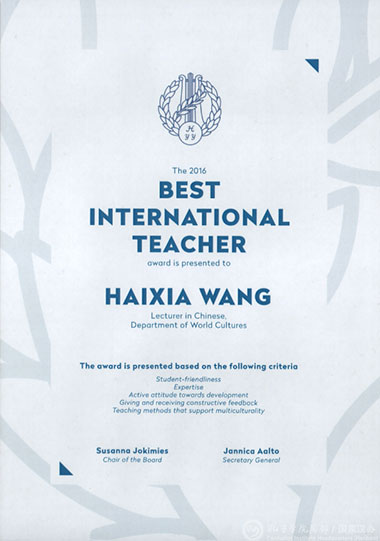 H
YY
The 2016
BEST
INTERNATIONAL
TEACHER
award is presented to
HAIXIA WANG
Lecturer in Chinese,
Department of World Cultures
The award is presented based on the following criteria
Student-friendliness
Expertise
Active attitude towards development
Giving and receiving constructive feedback
Teaching methods that support multiculturality
Susanna Jokimies
Chair of the Board
Jannica Aalto
Secretary General